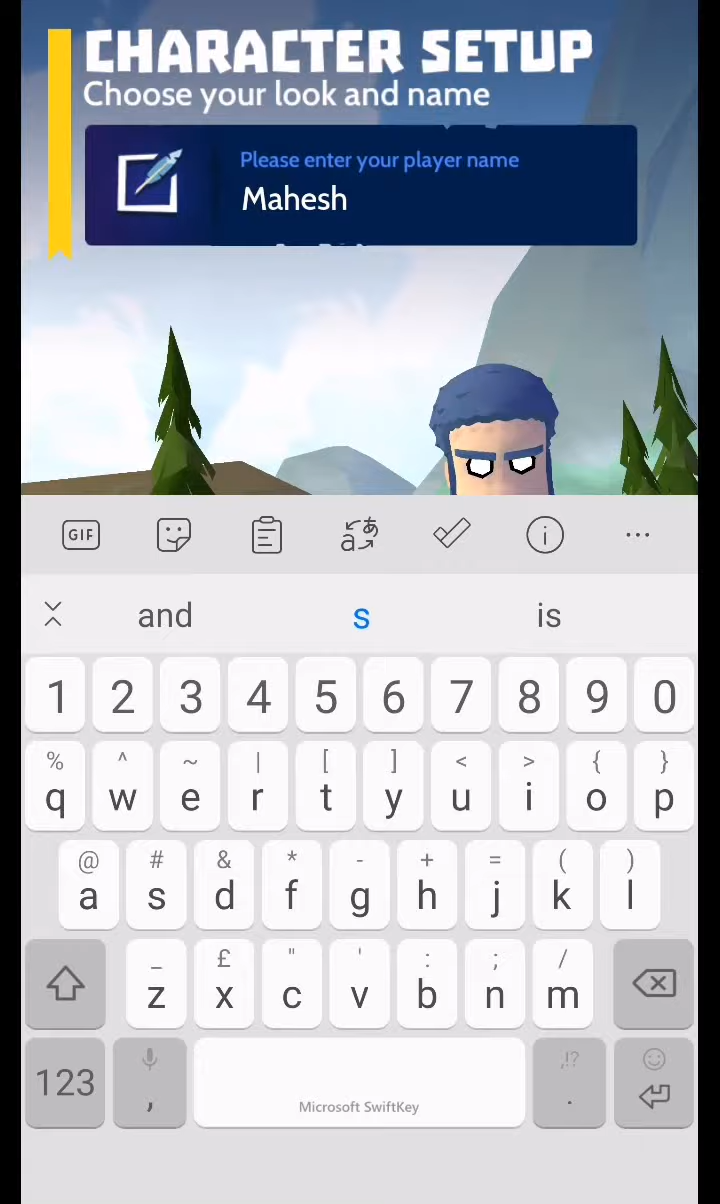 CHARACTER SETUP
Choose your look and name
Please enter your player name
Mahesh
GIF
and s is
1 2 3 4 5 6 7 8 9 0
% ^ ~ | [ ] < > { }
q w e r t y u i o p
@ # & * - + = ( )
a s d f g h j k l
_ £ " ' : ; /
z x c v b n m
,!?
123 , Microsoft SwiftKey .